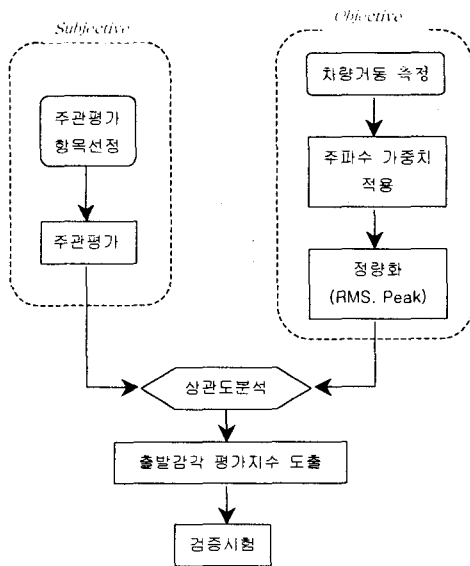 Subjective
주관평가
항목선정
주관평가
Objective
차량거동 측정
주파수 가중치
적용
정량화
(RMS. Peak)
상관도분석
출발감각 평가지수 도출
검증시험